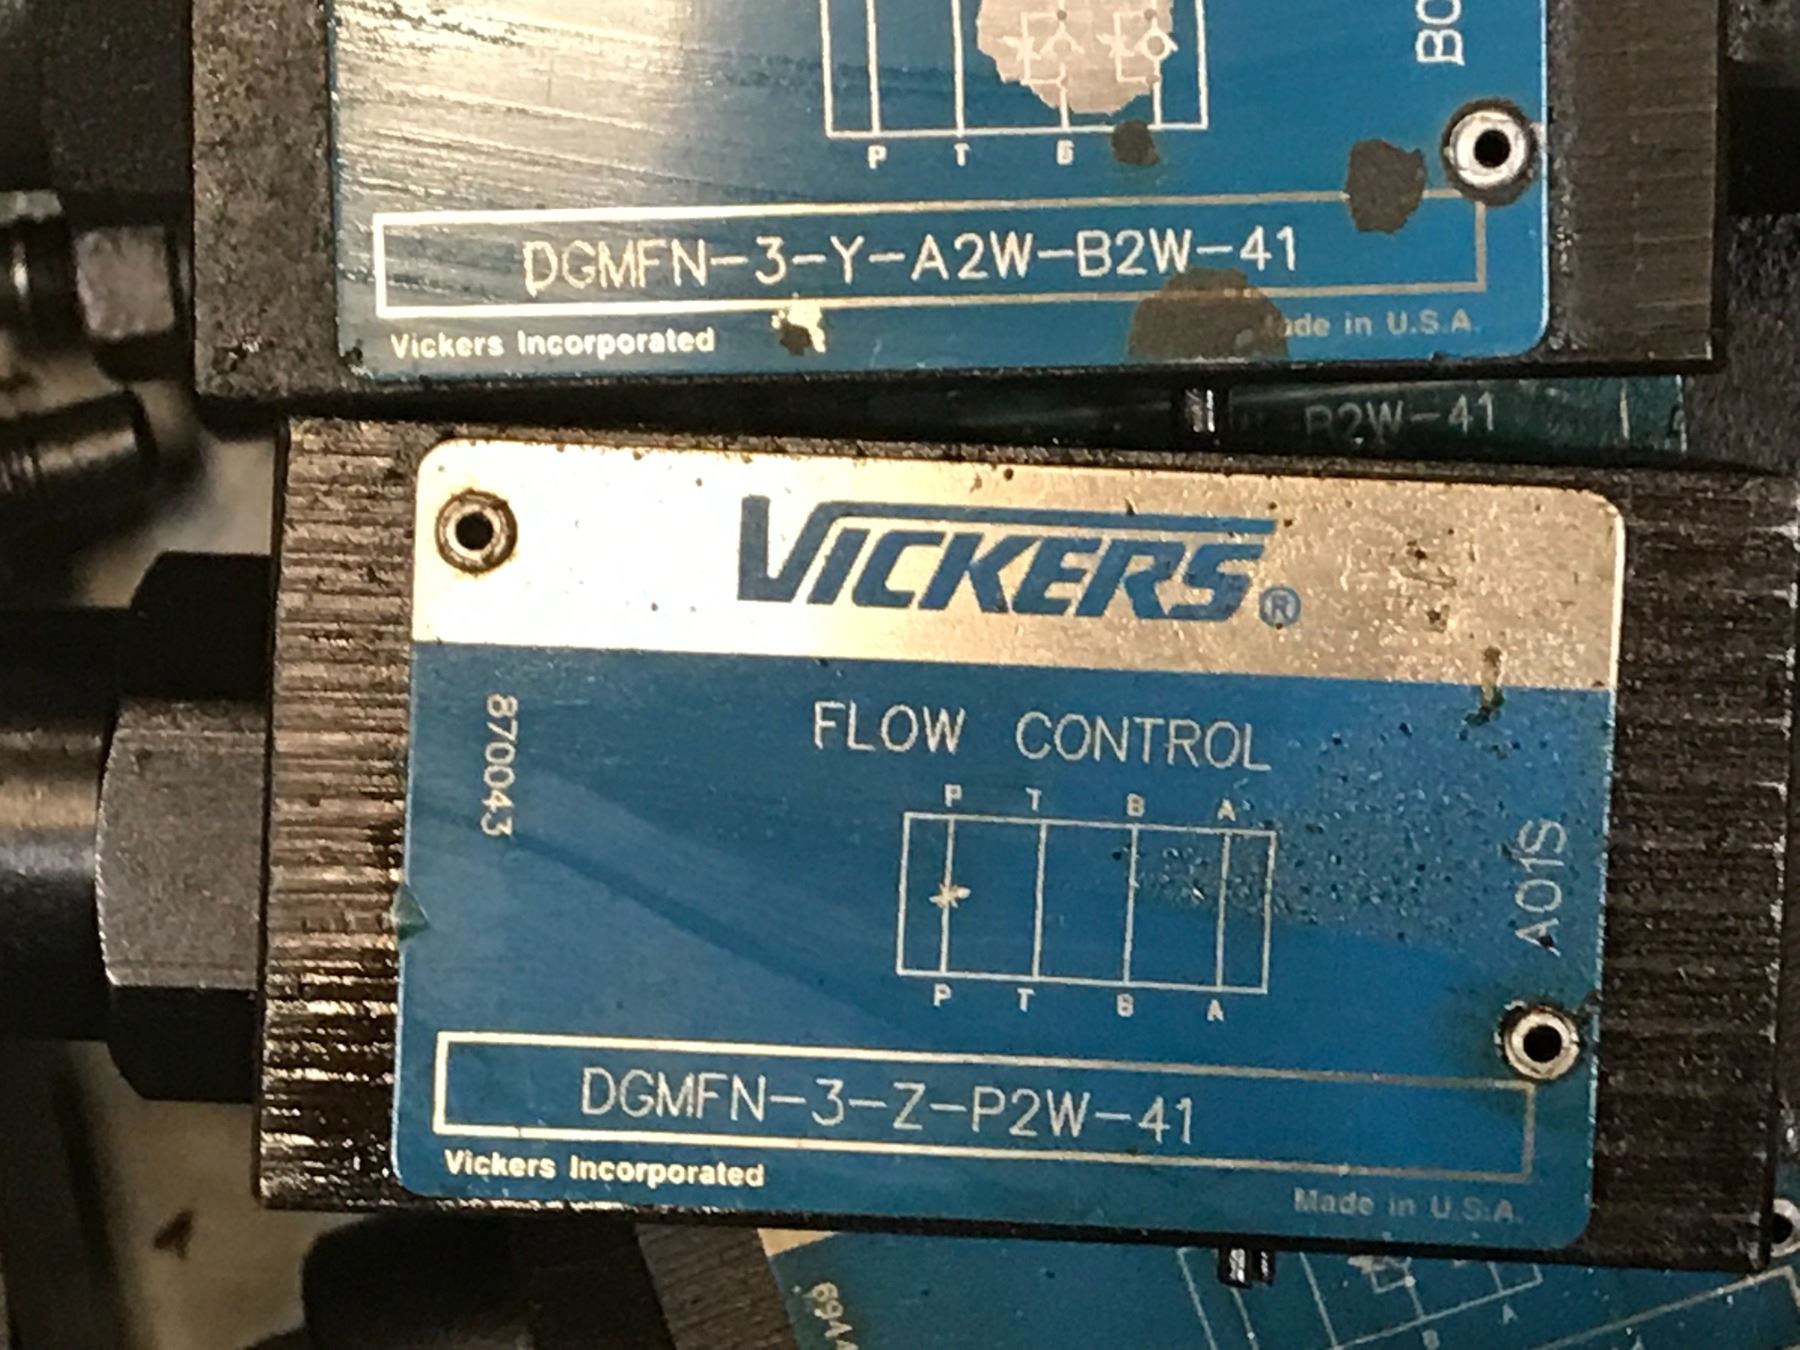 BO
P T B
DGMFN-3-Y-A2W-B2W-41
Vickers Incorporated
Made in U.S.A.
B2W-41
VICKERS®
870043
FLOW CONTROL
P T B A
A01S
P T B A
DGMFN-3-Z-P2W-41
Vickers Incorporated
Made in U.S.A.
B A